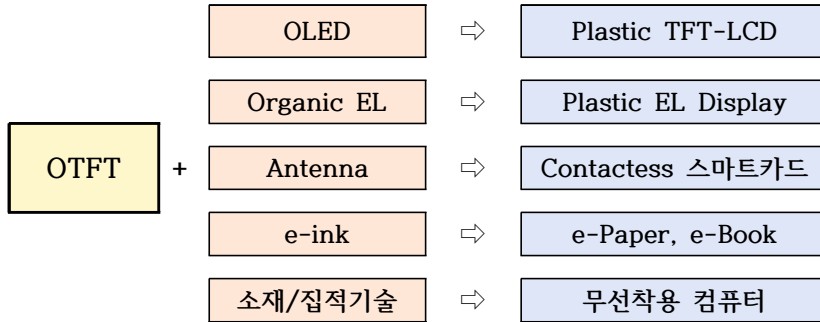 OLED ⇨ Plastic TFT-LCD
Organic EL ⇨ Plastic EL Display
OTFT + Antenna ⇨ Contactess 스마트카드
e-ink ⇨ e-Paper, e-Book
소재/집적기술 ⇨ 무선착용 컴퓨터